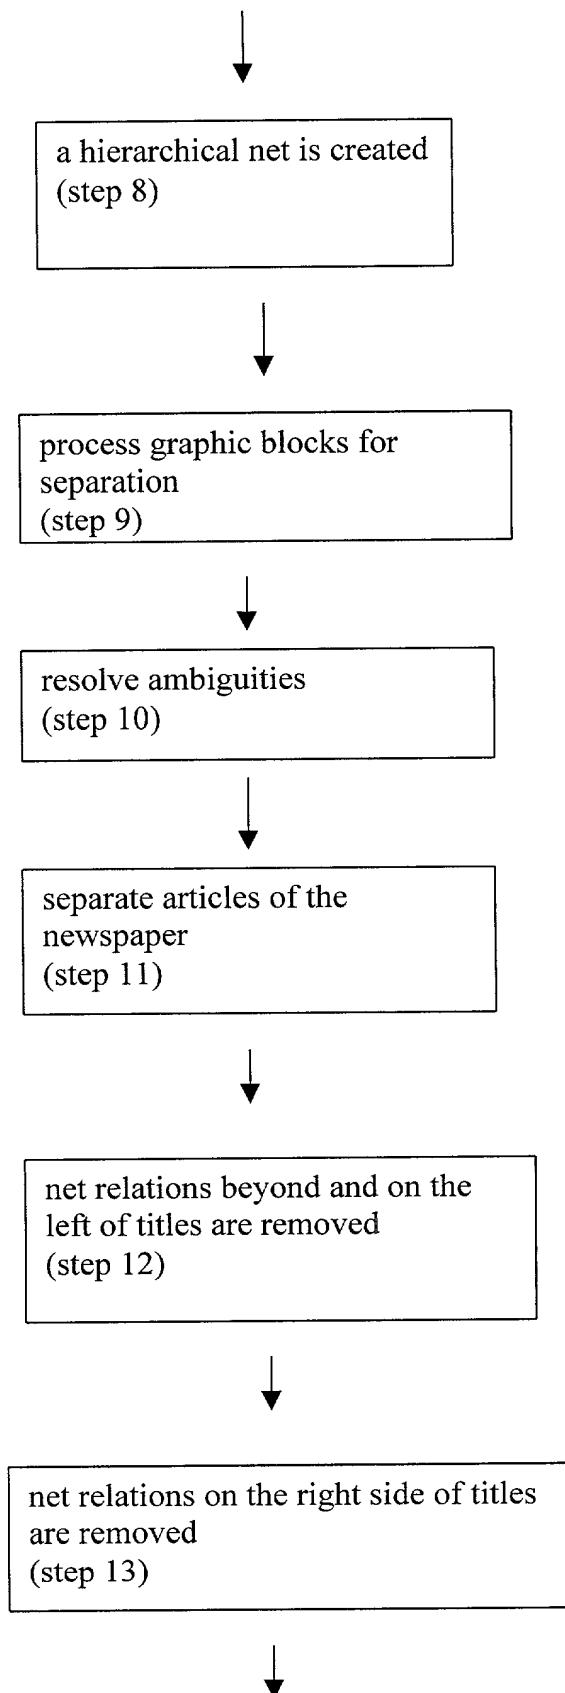 a hierarchical net is created
(step 8)
process graphic blocks for
separation
(step 9)
resolve ambiguities
(step 10)
separate articles of the
newspaper
(step 11)
net relations beyond and on the
left of titles are removed
(step 12)
net relations on the right side of titles
are removed
(step 13)